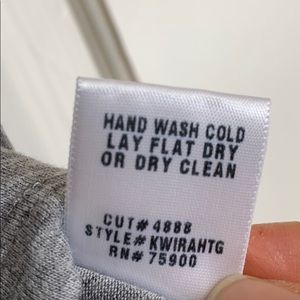 HAND WASH COLD
LAY FLAT DRY
OR DRY CLEAN
CUT# 4888
STYLE# KWIRAHTG
RN# 75900